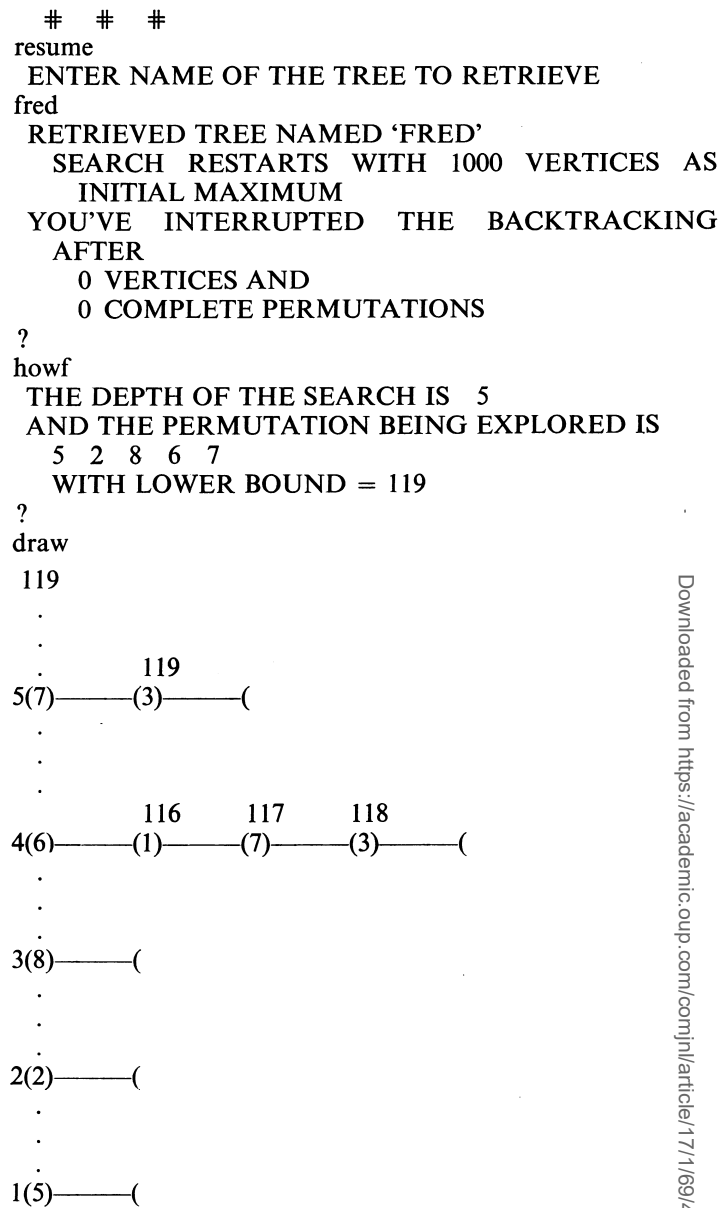 # # #
resume
ENTER NAME OF THE TREE TO RETRIEVE
fred
RETRIEVED TREE NAMED ‘FRED’
SEARCH RESTARTS WITH 1000 VERTICES AS
INITIAL MAXIMUM
YOU'VE INTERRUPTED THE BACKTRACKING
AFTER
0 VERTICES AND
0 COMPLETE PERMUTATIONS
?
howf
THE DEPTH OF THE SEARCH IS 5
AND THE PERMUTATION BEING EXPLORED IS
5 2 8 6 7
WITH LOWER BOUND = 119
?
draw
119
.
.
. 119
5(7)———(3)———(
.
.
.
116 117 118
4(6)———(1)———(7)———(3)———(
.
.
.
3(8)———(
.
.
.
2(2)———(
.
.
.
1(5)———(
Downloaded from https://academic.oup.com/comjnl/article/17/1/69/4